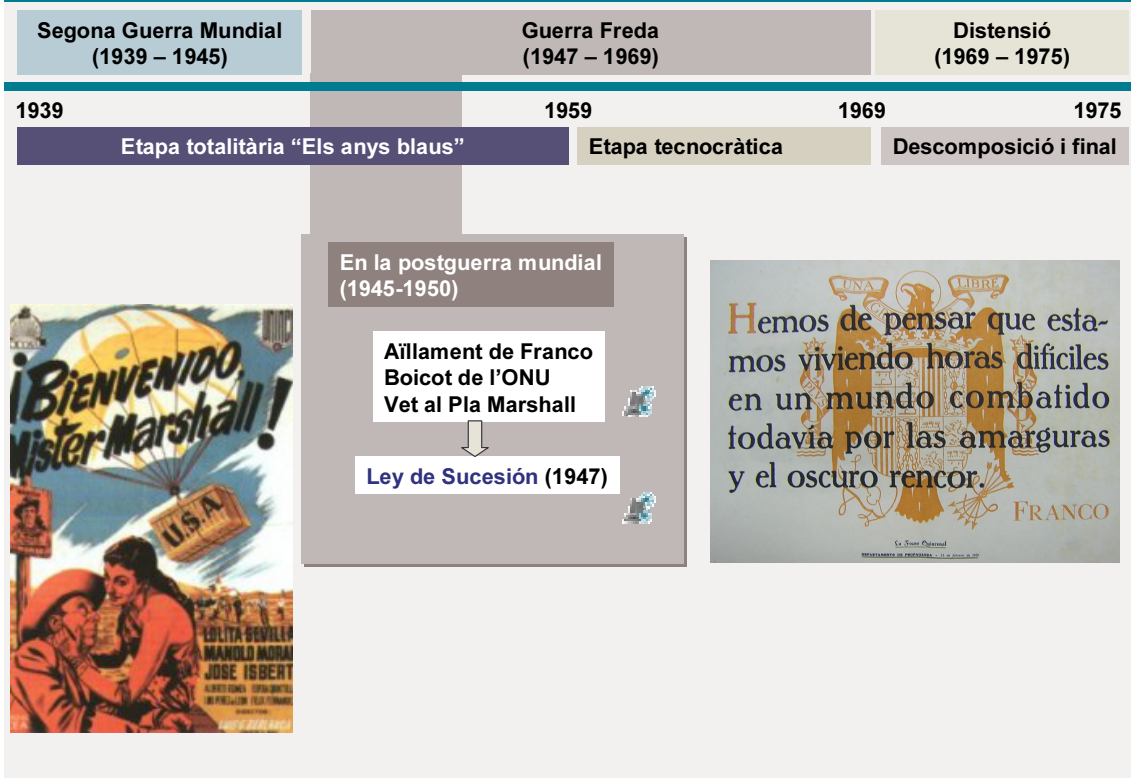 Segona Guerra Mundial
(1939 – 1945)
Guerra Freda
(1947 – 1969)
Distensió
(1969 – 1975)
1939
1959
1969
1975
Etapa totalitària “Els anys blaus”
Etapa tecnocràtica
Descomposició i final
En la postguerra mundial
(1945-1950)
Aïllament de Franco
Boicot de l’ONU
Vet al Pla Marshall
Ley de Sucesión (1947)
¡BIENVENIDO,
Mister Marshall!
U.S.A.
LOLITA SEVILLA
MANOLO MORAN
JOSE ISBERT
UNA
LIBRE
Hemos de pensar que esta-
mos viviendo horas difíciles
en un mundo combatido
todavia por las amarguras
y el oscuro rencor.
FRANCO
DEPARTAMENTO DE PROPAGANDA